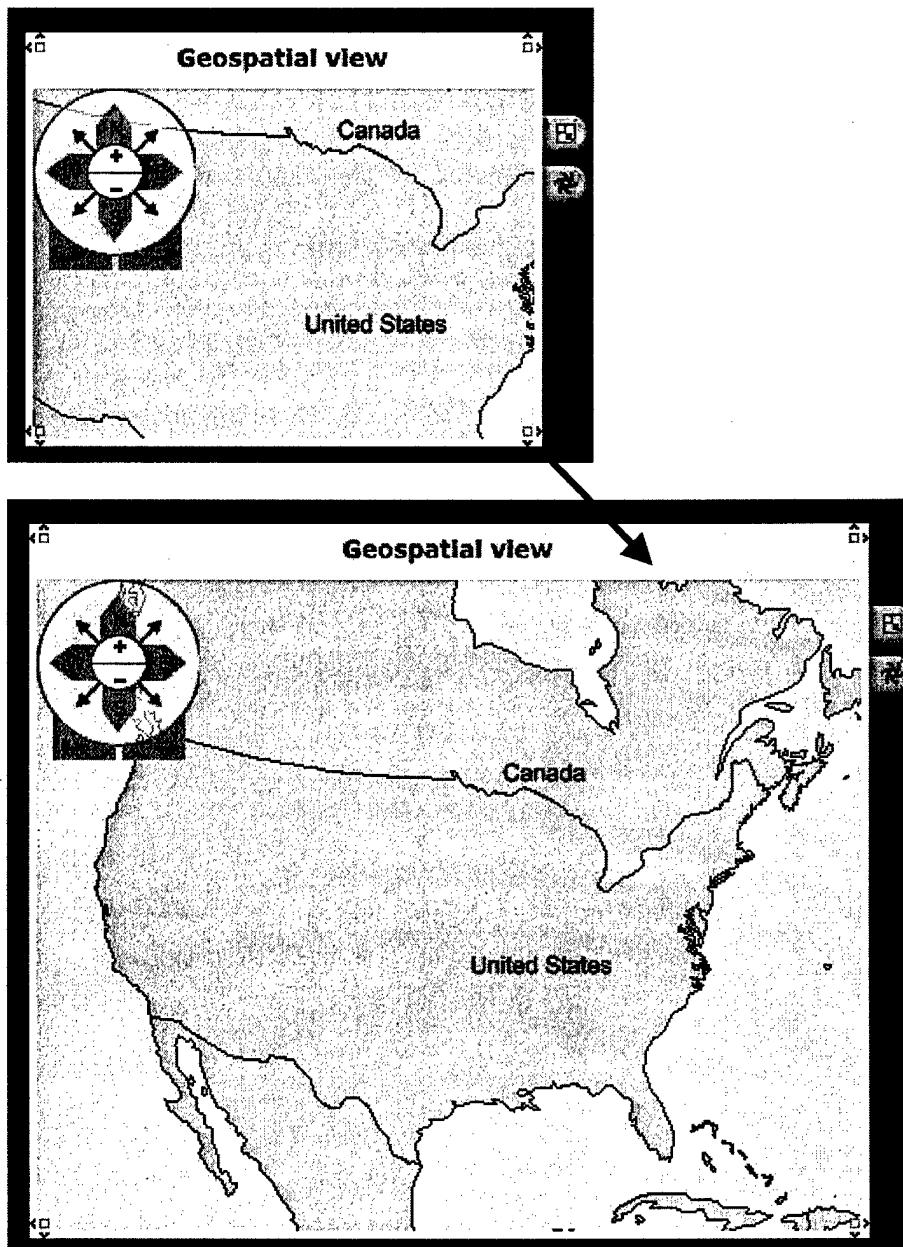 Geospatial view
Canada
+
−
United States
Geospatial view
+
−
Canada
United States